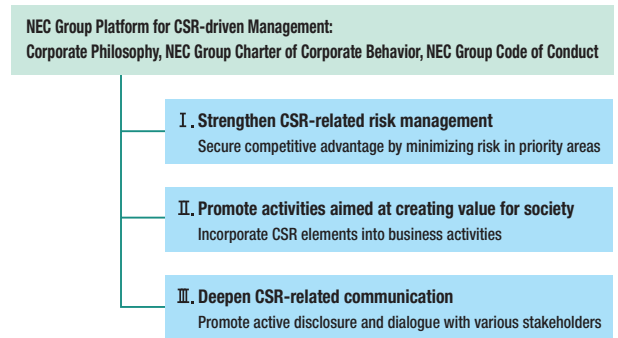 NEC Group Platform for CSR-driven Management:
Corporate Philosophy, NEC Group Charter of Corporate Behavior, NEC Group Code of Conduct
Ⅰ. Strengthen CSR-related risk management
Secure competitive advantage by minimizing risk in priority areas
Ⅱ. Promote activities aimed at creating value for society
Incorporate CSR elements into business activities
Ⅲ. Deepen CSR-related communication
Promote active disclosure and dialogue with various stakeholders